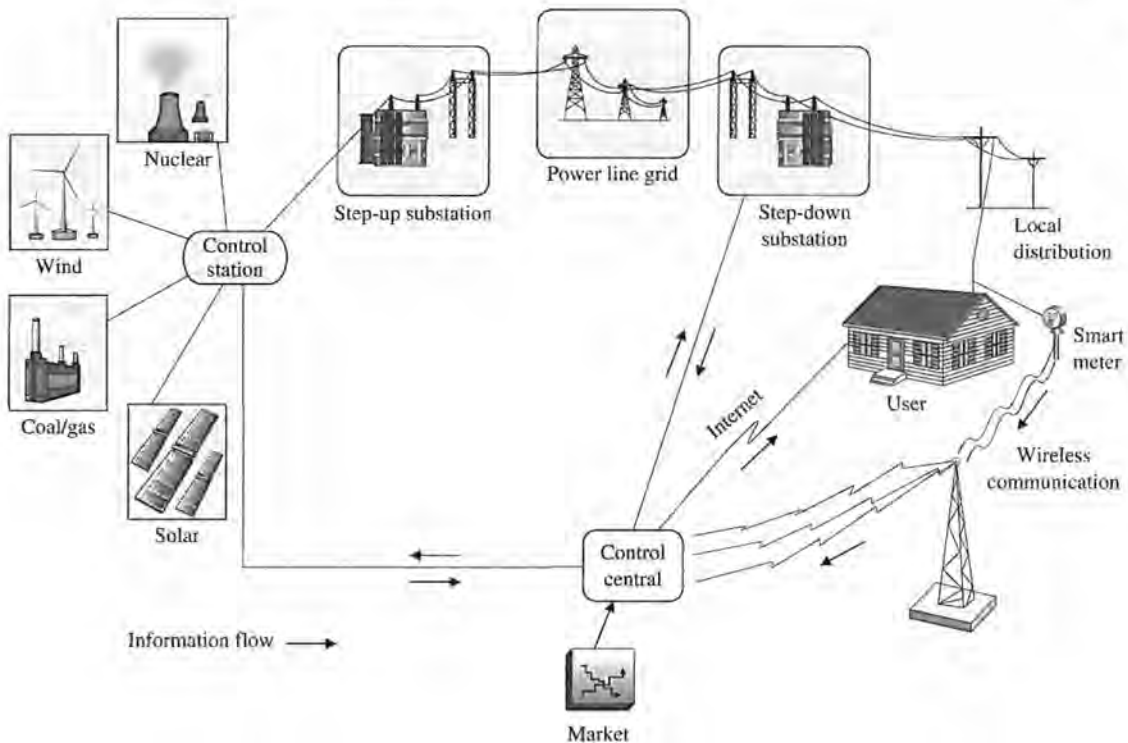 Nuclear
Wind
Coal/gas
Solar
Control
station
Step-up substation
Power line grid
Step-down
substation
Local
distribution
Smart
meter
User
Internet
Wireless
communication
Control
central
Information flow
Market